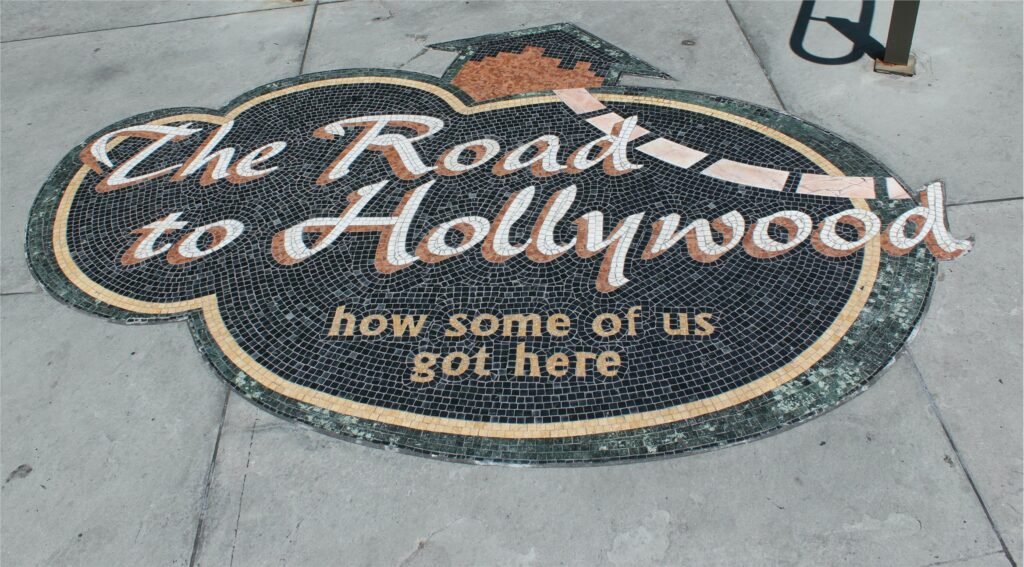 The Road
to Hollywood
how some of us
got here